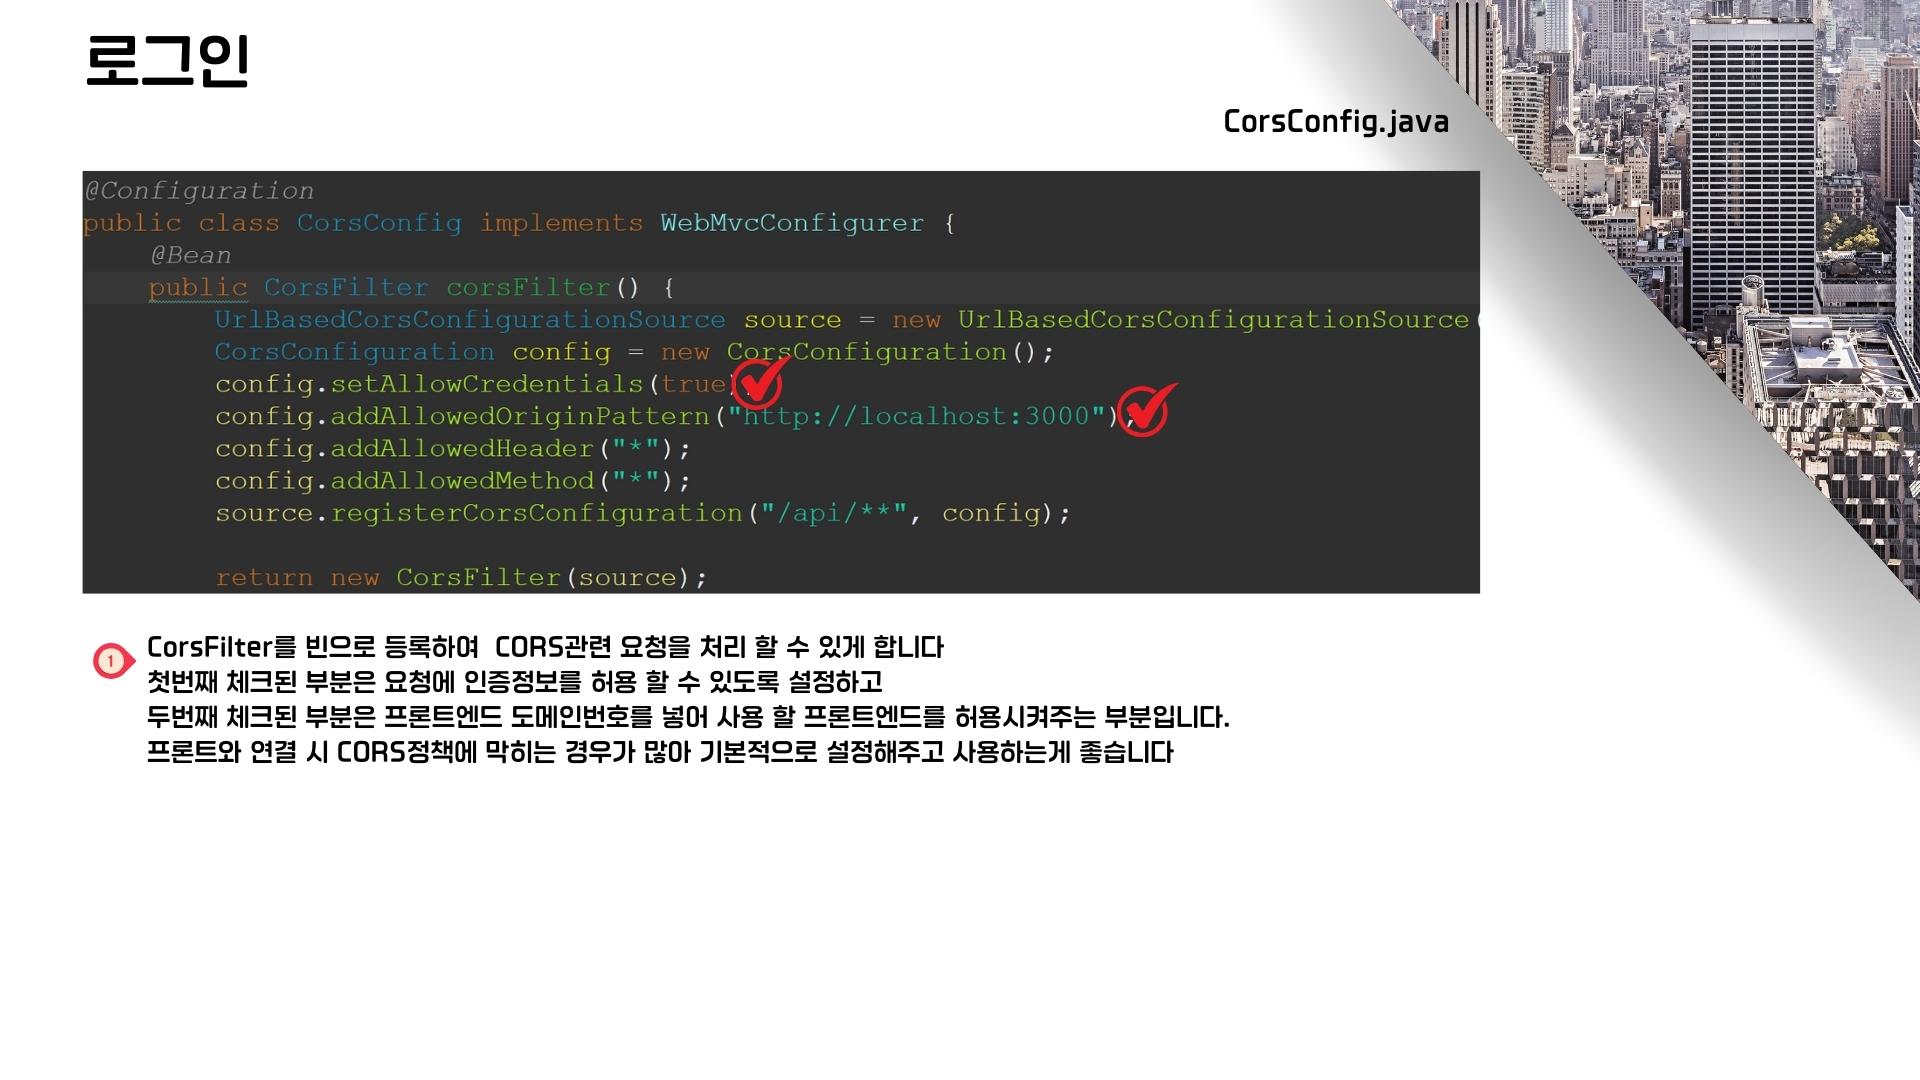 로그인
CorsConfig.java
@Configuration
public class CorsConfig implements WebMvcConfigurer {
@Bean
public CorsFilter corsFilter() {
UrlBasedCorsConfigurationSource source = new UrlBasedCorsConfigurationSource(
CorsConfiguration config = new CorsConfiguration();
config.setAllowCredentials(true);
config.addAllowedOriginPattern("http://localhost:3000");
config.addAllowedHeader("*");
config.addAllowedMethod("*");
source.registerCorsConfiguration("/api/**", config);
return new CorsFilter(source);
1
CorsFilter를 빈으로 등록하여 CORS관련 요청을 처리 할 수 있게 합니다
첫번째 체크된 부분은 요청에 인증정보를 허용 할 수 있도록 설정하고
두번째 체크된 부분은 프론트엔드 도메인번호를 넣어 사용 할 프론트엔드를 허용시켜주는 부분입니다.
프론트와 연결 시 CORS정책에 막히는 경우가 많아 기본적으로 설정해주고 사용하는게 좋습니다